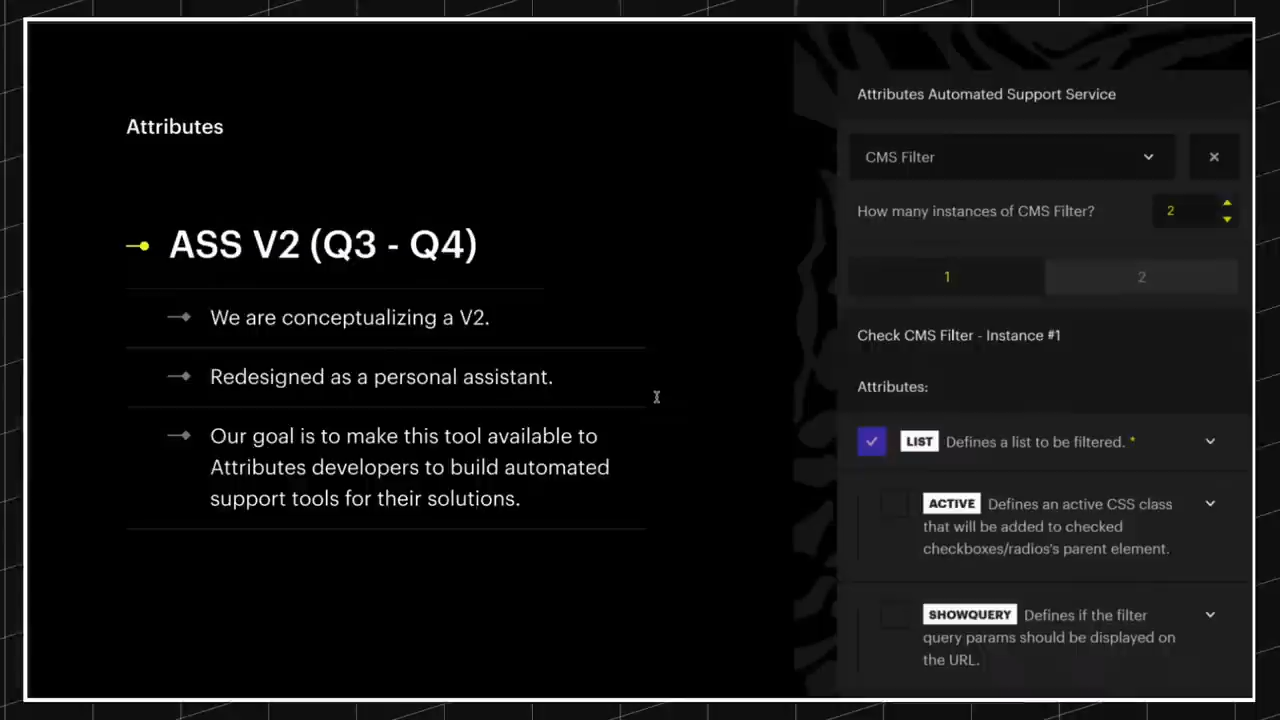 Attributes
ASS V2 (Q3 - Q4)
We are conceptualizing a V2.
Redesigned as a personal assistant.
Our goal is to make this tool available to
Attributes developers to build automated
support tools for their solutions.
Attributes Automated Support Service
CMS Filter
How many instances of CMS Filter?
2
1
2
Check CMS Filter - Instance #1
Attributes:
LIST Defines a list to be filtered. *
ACTIVE Defines an active CSS class
that will be added to checked
checkboxes/radios's parent element.
SHOWQUERY Defines if the filter
query params should be displayed on
the URL.